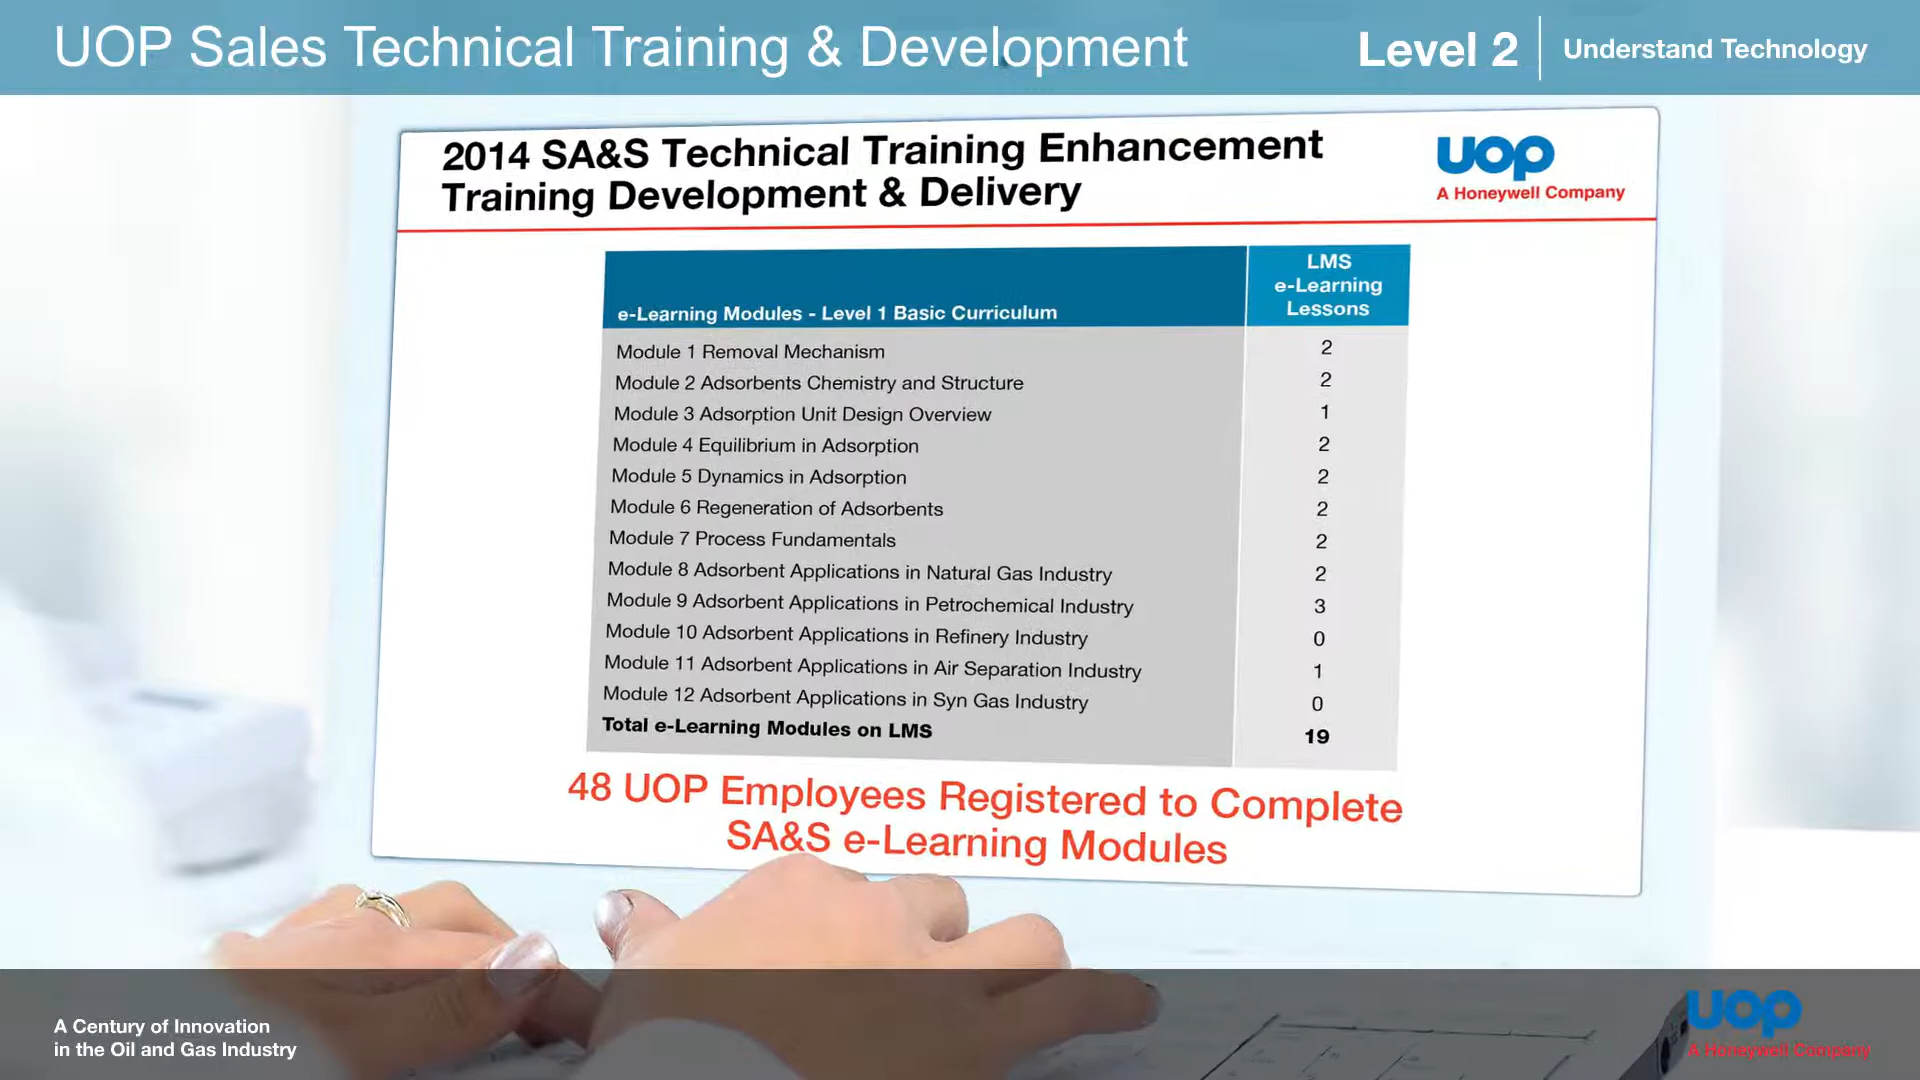 UOP Sales Technical Training & Development
Level 2
Understand Technology
2014 SA&S Technical Training Enhancement
Training Development & Delivery
uop
A Honeywell Company
e-Learning Modules - Level 1 Basic Curriculum
LMS
e-Learning
Lessons
Module 1 Removal Mechanism 2
Module 2 Adsorbents Chemistry and Structure 2
Module 3 Adsorption Unit Design Overview 1
Module 4 Equilibrium in Adsorption 2
Module 5 Dynamics in Adsorption 2
Module 6 Regeneration of Adsorbents 2
Module 7 Process Fundamentals 2
Module 8 Adsorbent Applications in Natural Gas Industry 2
Module 9 Adsorbent Applications in Petrochemical Industry 3
Module 10 Adsorbent Applications in Refinery Industry 0
Module 11 Adsorbent Applications in Air Separation Industry 1
Module 12 Adsorbent Applications in Syn Gas Industry 0
Total e-Learning Modules on LMS 19
48 UOP Employees Registered to Complete
SA&S e-Learning Modules
A Century of Innovation
in the Oil and Gas Industry
uop
A Honeywell Company